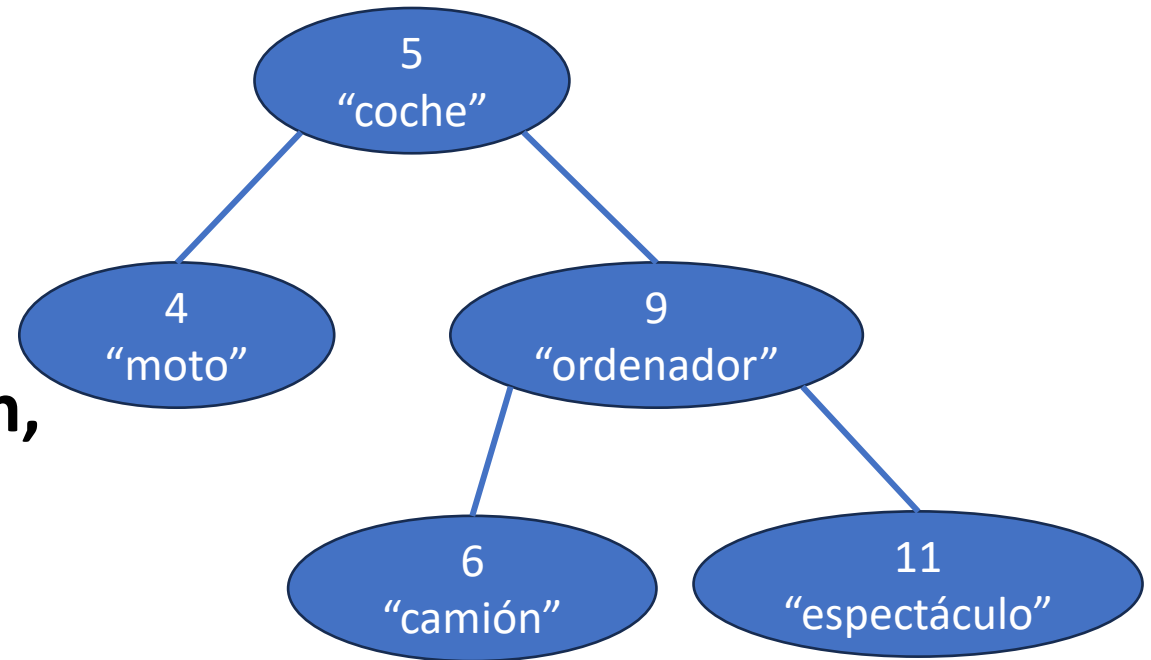 5
“coche”
4
“moto”
9
“ordenador”
n,
6
“camión”
11
“espectáculo”